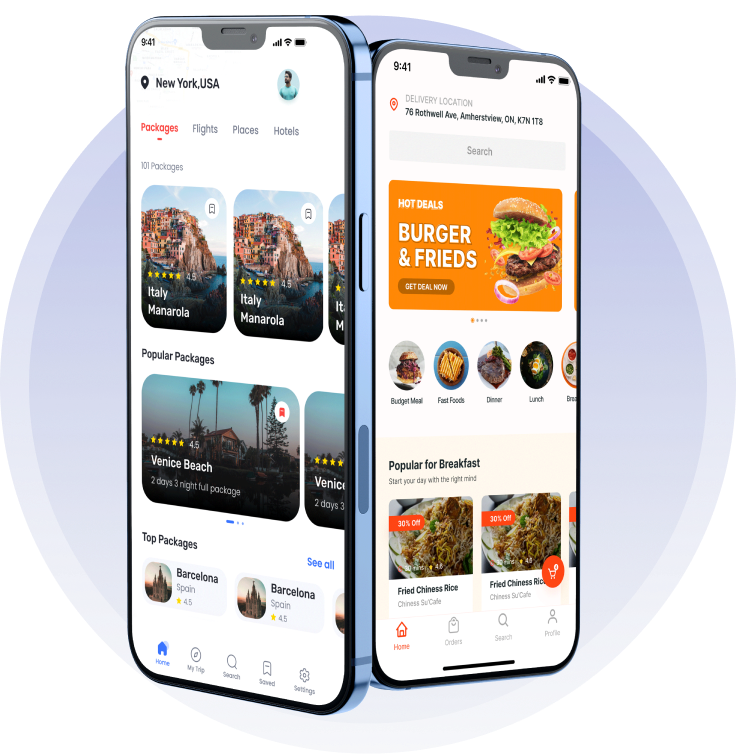 9:41
New York,USA
Packages
Flights
Places
Hotels
101 Packages
4.5
Italy
Manarola
4.5
Italy
Manarola
It
M
Popular Packages
4.5
Venice Beach
2 days 3 night full package
Venic
2 days 3
Top Packages
See all
Barcelona
Spain
4.5
Barcelona
Spain
4.5
Home
My Trip
Search
Saved
Settings
9:41
DELIVERY LOCATION
76 Rothwell Ave, Amherstview, ON, K7N 1T8
Search
HOT DEALS
BURGER
& FRIEDS
GET DEAL NOW
Budget Meal
Fast Foods
Dinner
Lunch
Brea
Popular for Breakfast
Start your day with the right mind
30% Off
mins
4.6
Fried Chiness Rice
Chiness Su'Cafe
30% Off
30 mins
4.6
Fried Chiness Rice
Chiness Su'Cafe
Home
Orders
Search
Profile